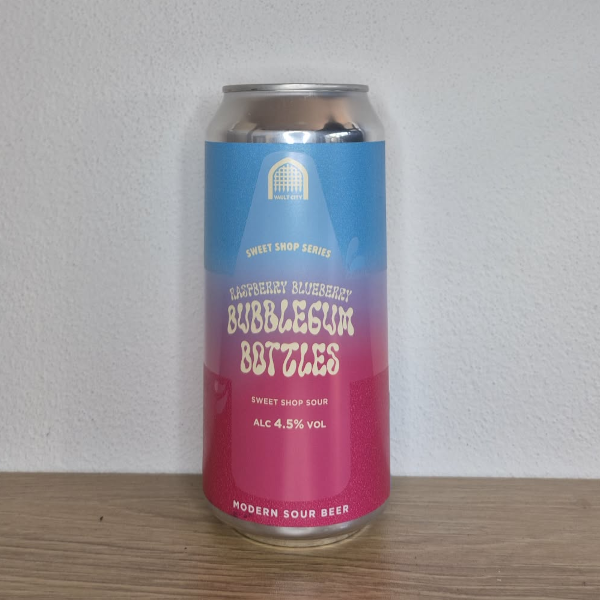 VAULT CITY
SWEET SHOP SERIES
RASPBERRY BLUEBERRY
BUBBLEGUM
BOTTLES
SWEET SHOP SOUR
ALC 4.5% VOL
MODERN SOUR BEER